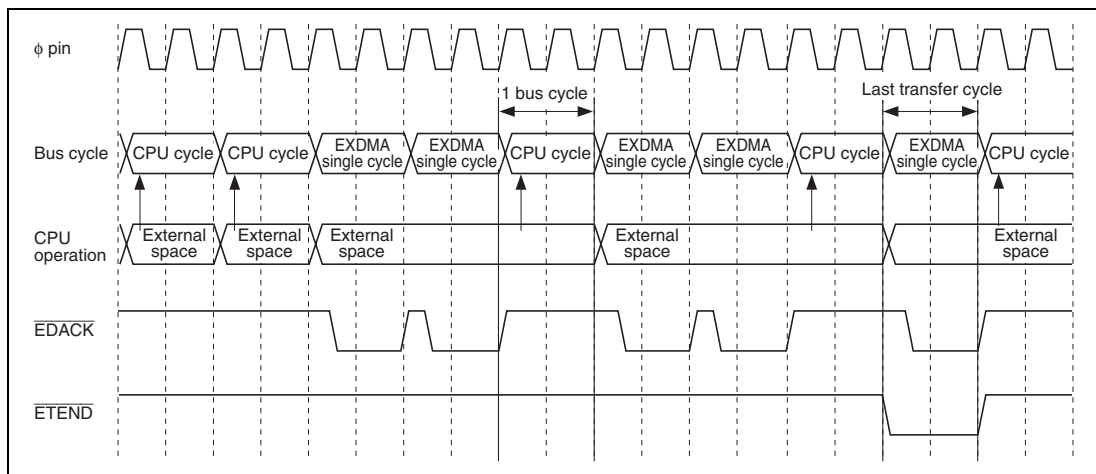 φ pin
1 bus cycle
Last transfer cycle
Bus cycle
CPU cycle
CPU cycle
EXDMA
single cycle
EXDMA
single cycle
CPU cycle
EXDMA
single cycle
EXDMA
single cycle
CPU cycle
EXDMA
single cycle
CPU cycle
CPU
operation
External
space
External
space
External
space
External
space
External
space
EDACK
ETEND